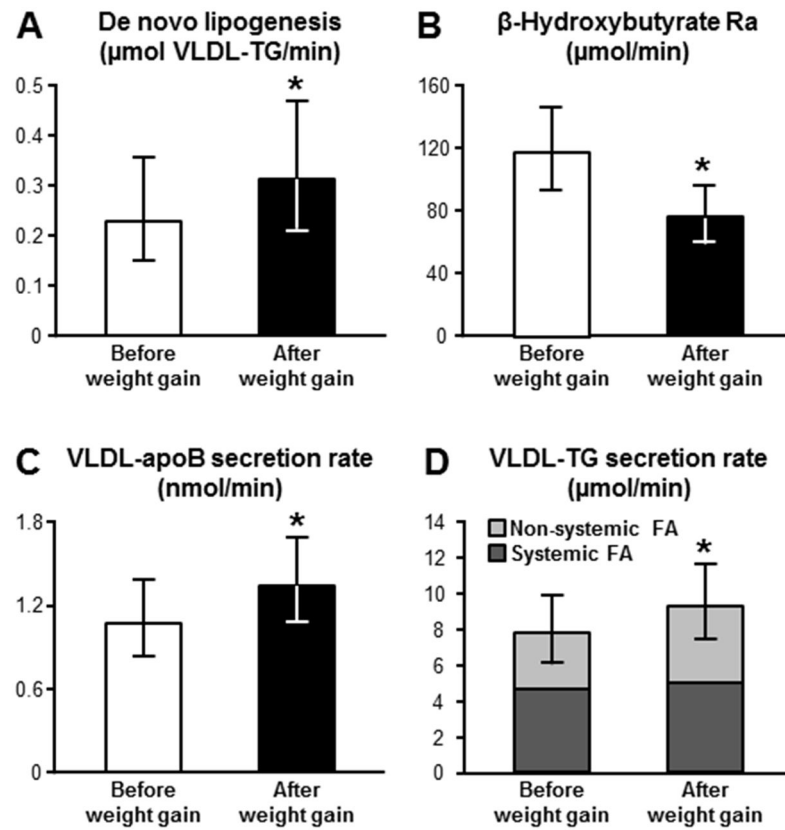 A De novo lipogenesis
(µmol VLDL-TG/min)
0.5
0.4
0.3
0.2
0.1
0
*
Before
weight gain
After
weight gain
B β-Hydroxybutyrate Ra
(µmol/min)
160
120
80
40
0
*
Before
weight gain
After
weight gain
C VLDL-apoB secretion rate
(nmol/min)
1.8
1.2
0.6
0
*
Before
weight gain
After
weight gain
D VLDL-TG secretion rate
(µmol/min)
14
12
10
8
6
4
2
0
Non-systemic FA
Systemic FA
*
Before
weight gain
After
weight gain